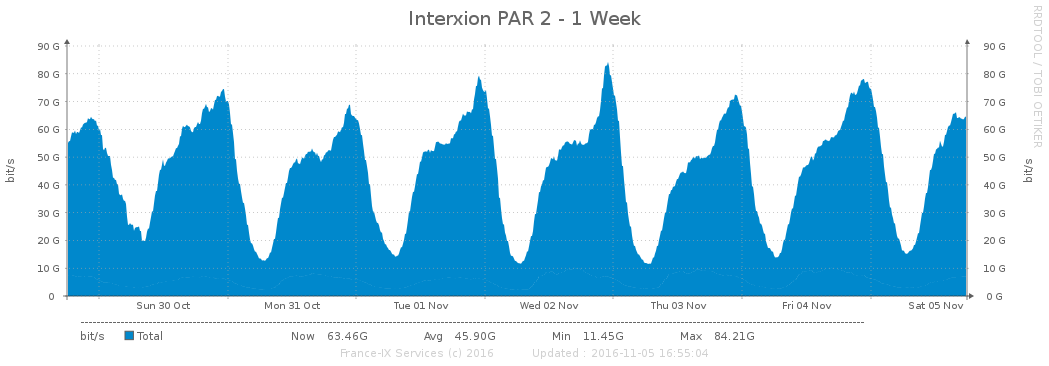 Interxion PAR 2 - 1 Week
RRDTOOL / TOBI OETIKER
90 G 90 G
80 G 80 G
70 G 70 G
60 G 60 G
50 G 50 G
bit/s bit/s
40 G 40 G
30 G 30 G
20 G 20 G
10 G 10 G
0 0 G
Sun 30 Oct Mon 31 Oct Tue 01 Nov Wed 02 Nov Thu 03 Nov Fri 04 Nov Sat 05 Nov
bit/s Total Now 63.46G Avg 45.90G Min 11.45G Max 84.21G
France-IX Services (c) 2016 Updated : 2016-11-05 16:55:04